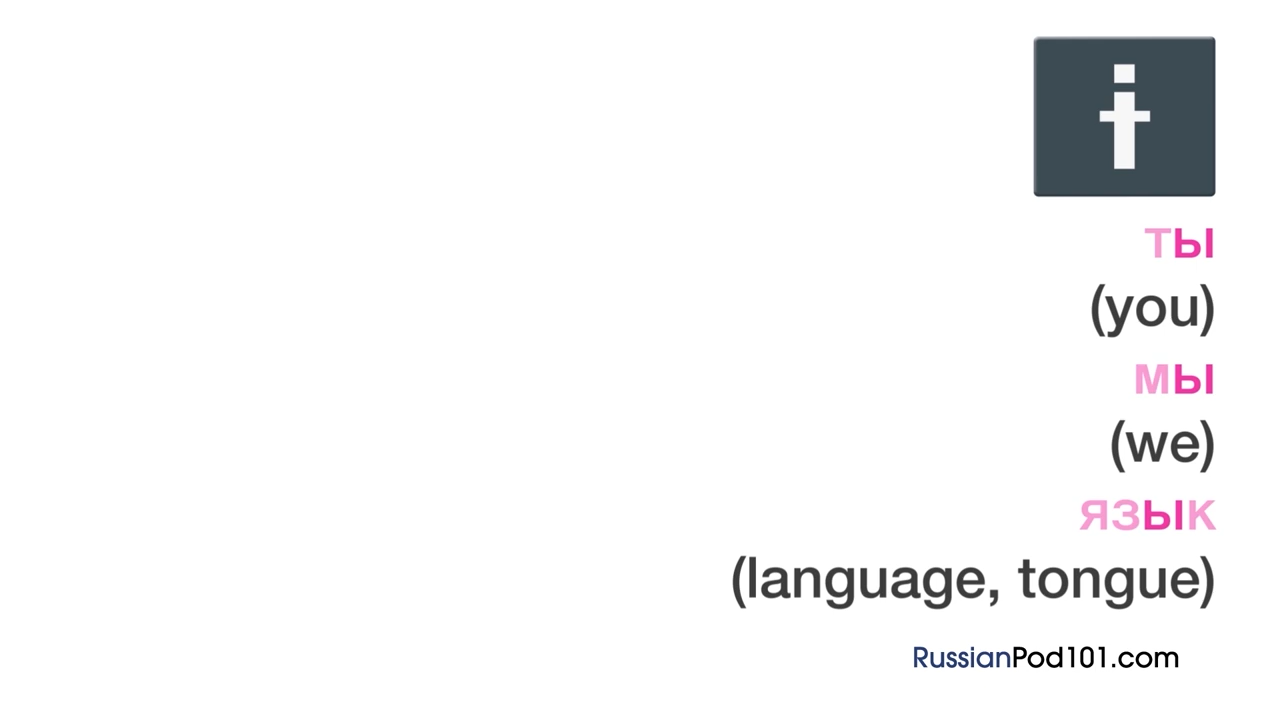 ɨ
ты
(you)
мы
(we)
язык
(language, tongue)
RussianPod101.com